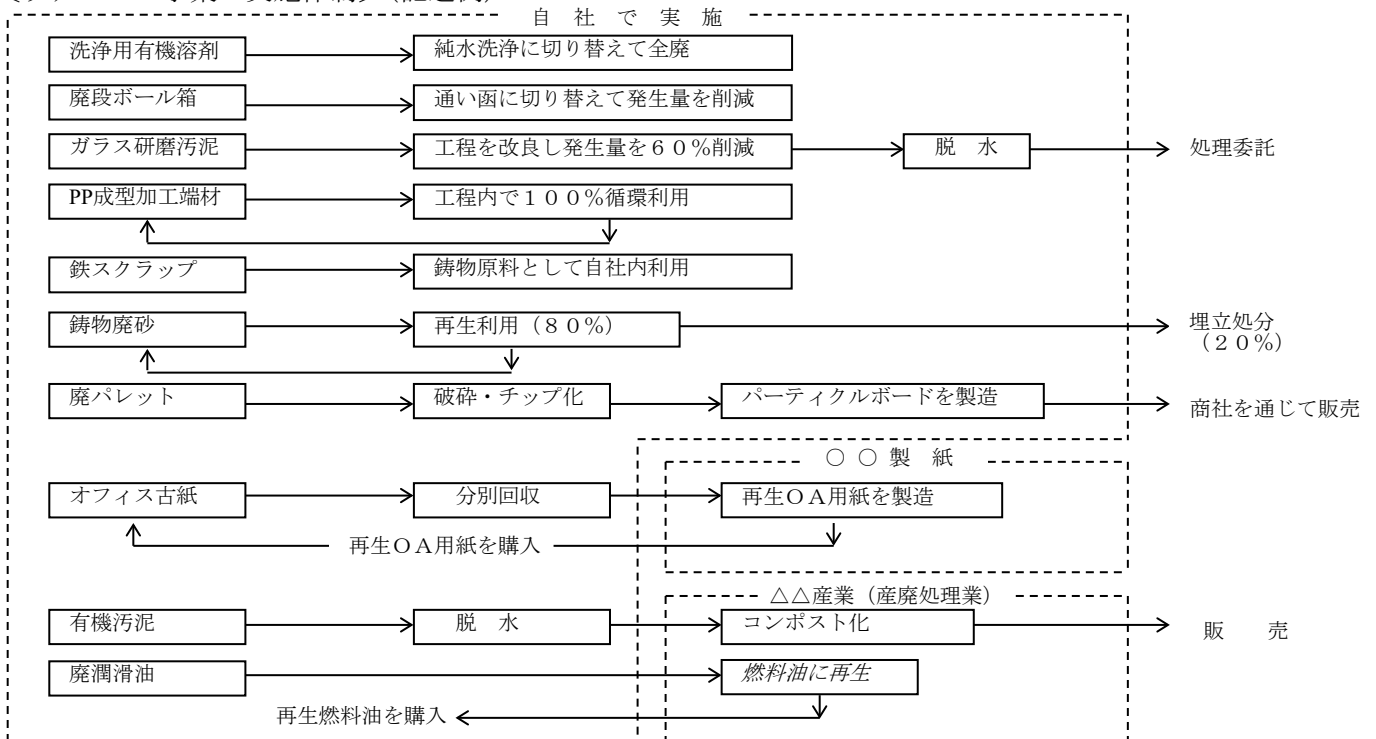 自 社 で 実 施
洗浄用有機溶剤
純水洗浄に切り替えて全廃
廃段ボール箱
通い函に切り替えて発生量を削減
ガラス研磨汚泥
工程を改良し発生量を６０％削減
脱 水
処理委託
PP成型加工端材
工程内で１００％循環利用
鉄スクラップ
鋳物原料として自社内利用
鋳物廃砂
再生利用（８０％）
埋立処分
（２０％）
廃パレット
破砕・チップ化
パーティクルボードを製造
商社を通じて販売
〇 〇 製 紙
オフィス古紙
分別回収
再生ＯＡ用紙を製造
再生ＯＡ用紙を購入
△△産業（産廃処理業）
有機汚泥
脱 水
コンポスト化
販 売
廃潤滑油
燃料油に再生
再生燃料油を購入